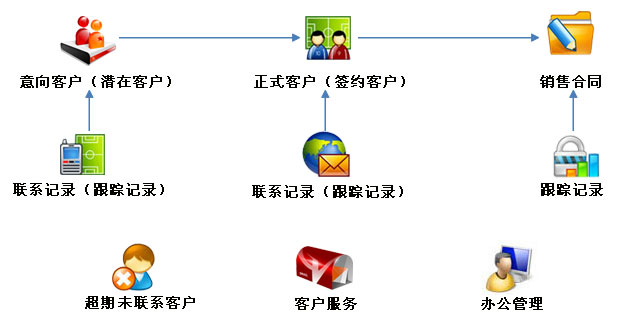 意向客户（潜在客户）
正式客户（签约客户）
销售合同
联系记录（跟踪记录）
联系记录（跟踪记录）
跟踪记录
超期未联系客户
客户服务
办公管理